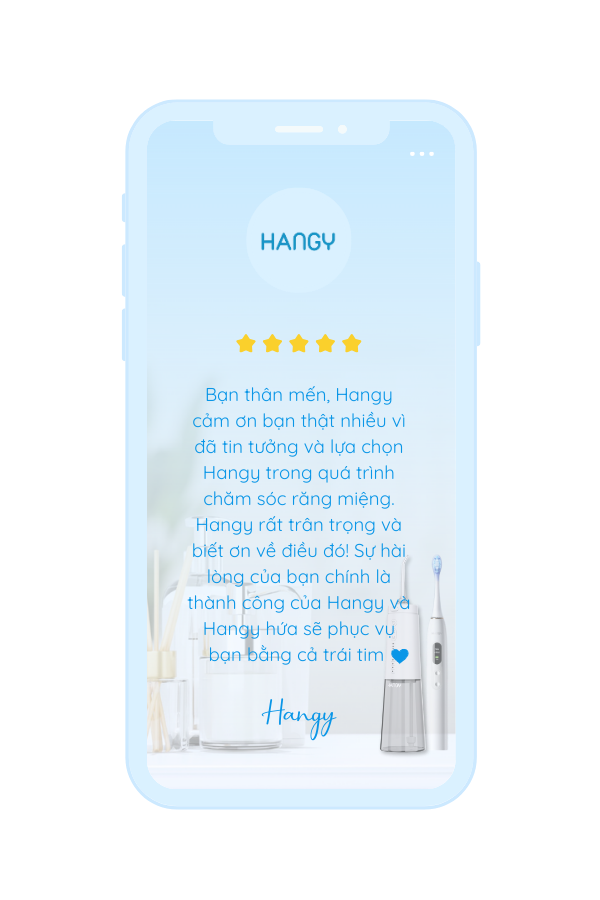 HANGY
Bạn thân mến, Hangy
cảm ơn bạn thật nhiều vì
đã tin tưởng và lựa chọn
Hangy trong quá trình
chăm sóc răng miệng.
Hangy rất trân trọng và
biết ơn về điều đó! Sự hài
lòng của bạn chính là
thành công của Hangy và
Hangy hứa sẽ phục vụ
bạn bằng cả trái tim
Hangy